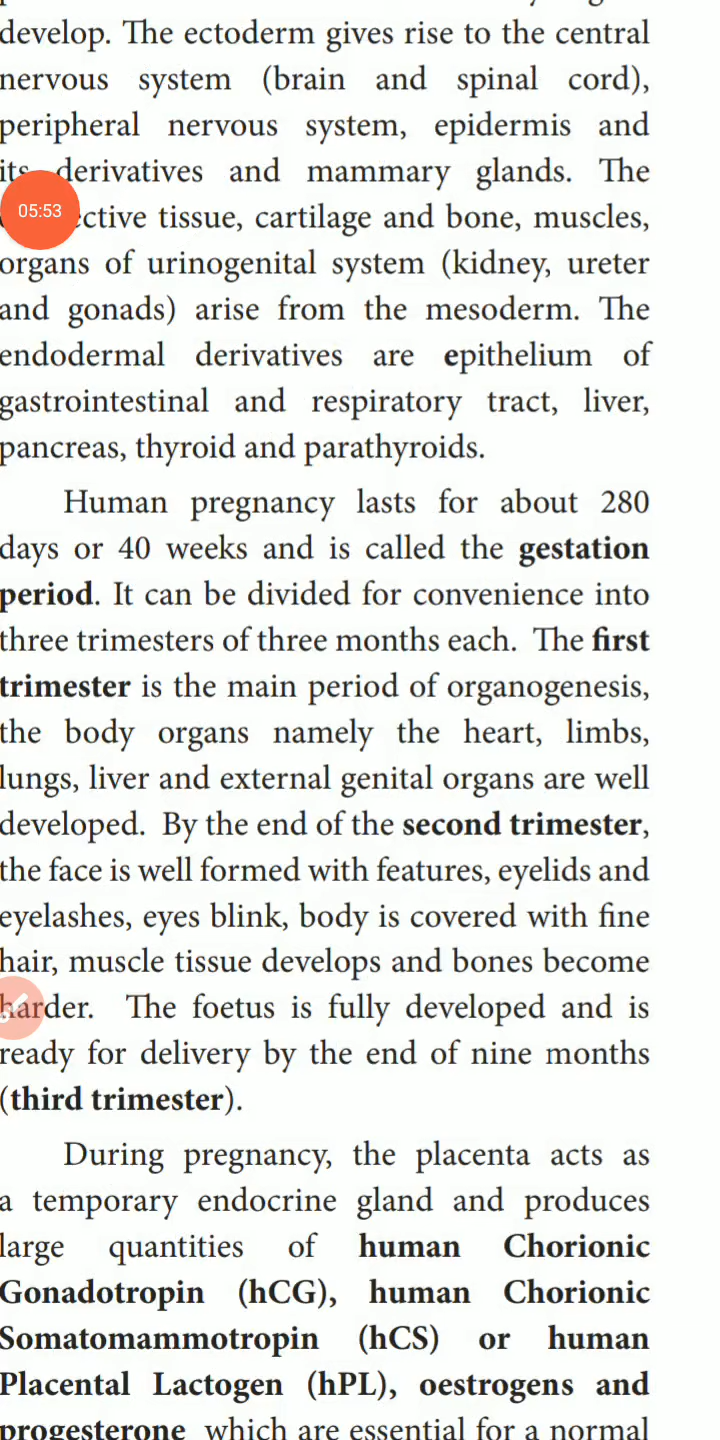 develop. The ectoderm gives rise to the central
nervous system (brain and spinal cord),
peripheral nervous system, epidermis and
its derivatives and mammary glands. The
05:53
ective tissue, cartilage and bone, muscles,
organs of urinogenital system (kidney, ureter
and gonads) arise from the mesoderm. The
endodermal derivatives are epithelium of
gastrointestinal and respiratory tract, liver,
pancreas, thyroid and parathyroids.
Human pregnancy lasts for about 280
days or 40 weeks and is called the gestation
period. It can be divided for convenience into
three trimesters of three months each. The first
trimester is the main period of organogenesis,
the body organs namely the heart, limbs,
lungs, liver and external genital organs are well
developed. By the end of the second trimester,
the face is well formed with features, eyelids and
eyelashes, eyes blink, body is covered with fine
hair, muscle tissue develops and bones become
harder. The foetus is fully developed and is
ready for delivery by the end of nine months
(third trimester).
During pregnancy, the placenta acts as
a temporary endocrine gland and produces
large quantities of human Chorionic
Gonadotropin (hCG), human Chorionic
Somatomammotropin (hCS) or human
Placental Lactogen (hPL), oestrogens and
progesterone which are essential for a normal